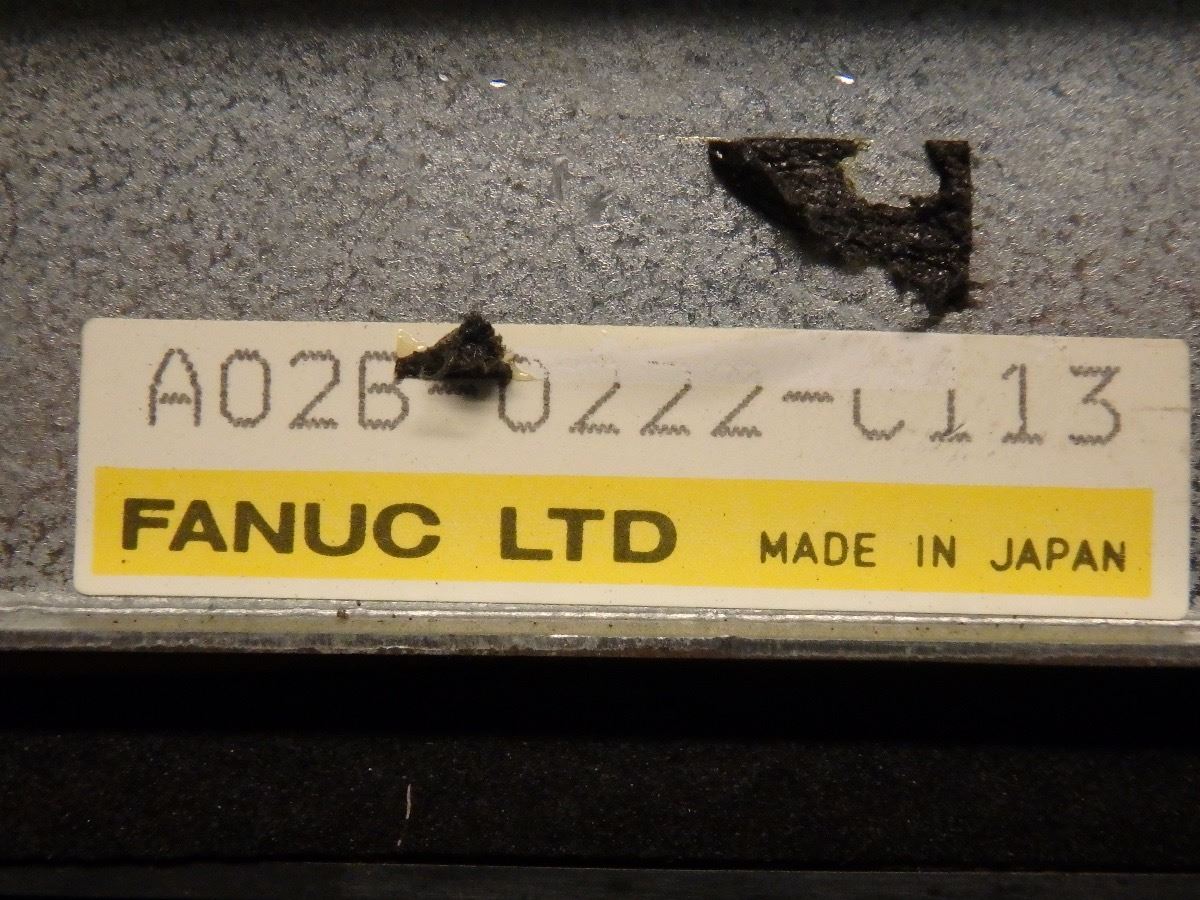 A02B-0222-C113
FANUC LTD MADE IN JAPAN